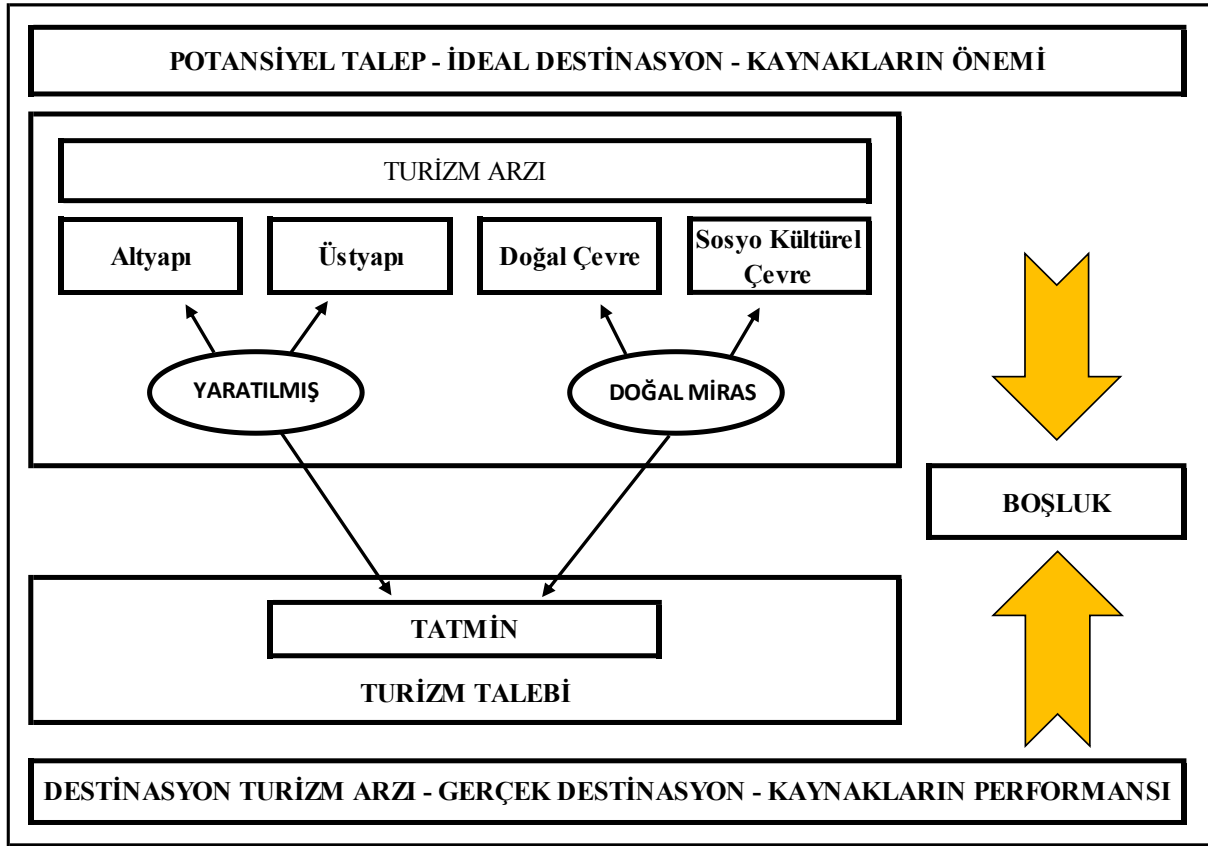 POTANSİYEL TALEP - İDEAL DESTİNASYON - KAYNAKLARIN ÖNEMİ
TURİZM ARZI
Altyapı
Üstyapı
Doğal Çevre
Sosyo Kültürel
Çevre
YARATILMIŞ
DOĞAL MİRAS
BOŞLUK
TATMİN
TURİZM TALEBİ
DESTİNASYON TURİZM ARZI - GERÇEK DESTİNASYON - KAYNAKLARIN PERFORMANSI